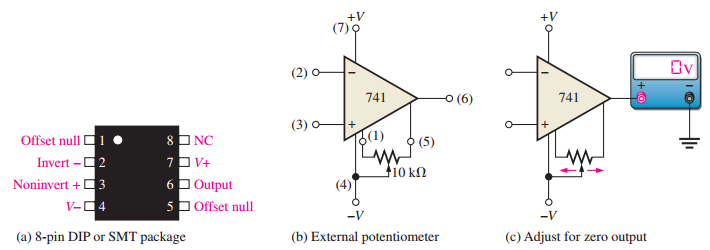 Offset null 1 8 NC
Invert – 2 7 V+
Noninvert + 3 6 Output
V– 4 5 Offset null
(a) 8-pin DIP or SMT package
+V
(7)
(2) –
741
(6)
(3) +
(1)
(5)
10 kΩ
(4)
–V
(b) External potentiometer
+V
0V
–
741
+ –
+
–V
(c) Adjust for zero output